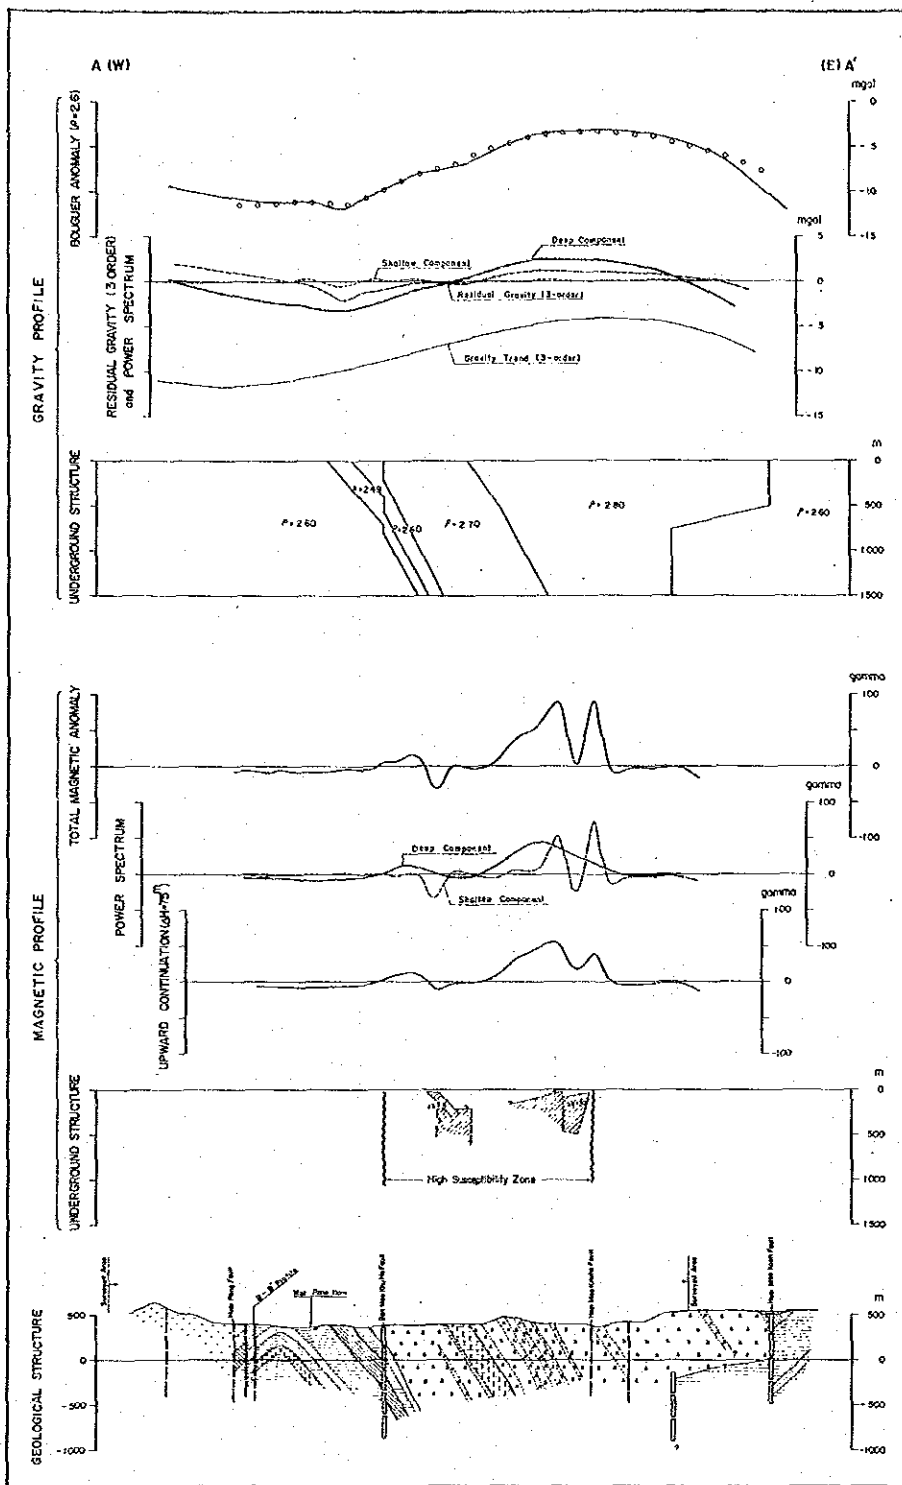 A (W)
(E) A'
GRAVITY PROFILE
BOUGUER ANOMALY (ρ=2.6)
mgal
0
-5
-10
-15
RESIDUAL GRAVITY (3 ORDER)
and POWER SPECTRUM
mgal
5
0
-5
-10
-15
Deep Component
Shallow Component
Residual Gravity (3-order)
Gravity Trend (3-order)
UNDERGROUND STRUCTURE
m
0
500
1000
1500
ρ=2.60
ρ=2.49
ρ=2.60
ρ=2.70
ρ=2.80
ρ=2.60
MAGNETIC PROFILE
TOTAL MAGNETIC ANOMALY
gamma
100
0
-100
POWER SPECTRUM
gamma
100
0
-100
Deep Component
Shallow Component
UPWARD CONTINUATION (ΔH=75m)
gamma
100
0
-100
UNDERGROUND STRUCTURE
m
0
500
1000
1500
High Susceptibility Zone
GEOLOGICAL STRUCTURE
500
0
-500
-1000
m
500
0
-500
-1000
Surveyed Area
B-B' Profile
Surveyed Area
?